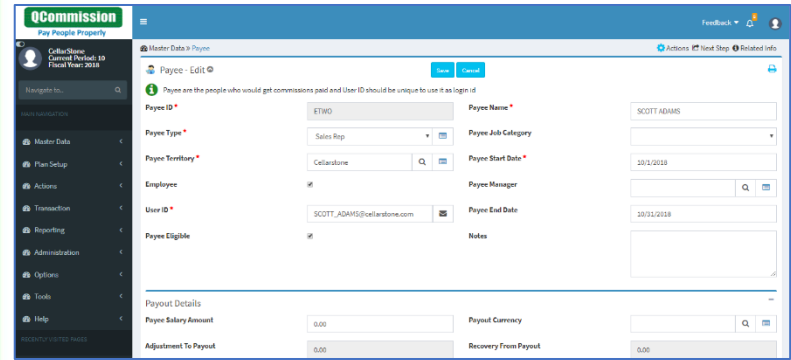 QCommission
Pay People Properly
Feedback
CellarStone
Current Period: 10
Fiscal Year: 2018
Master Data » Payee
Actions Next Step Related Info
Navigate to..
Payee - Edit
Save Cancel
Payee are the people who would get commissions paid and User ID should be unique to use it as login id
MAIN NAVIGATION
Master Data
Plan Setup
Actions
Transaction
Reporting
Administration
Options
Tools
Help
RECENTLY VISITED PAGES
Payee ID * ETWO Payee Name * SCOTT ADAMS
Payee Type * Sales Rep Payee Job Category
Payee Territory * Cellarstone Payee Start Date * 10/1/2018
Employee Payee Manager
User ID * SCOTT_ADAMS@cellarstone.com Payee End Date 10/31/2018
Payee Eligible Notes
Payout Details
Payee Salary Amount 0.00 Payout Currency
Adjustment To Payout 0.00 Recovery From Payout 0.00